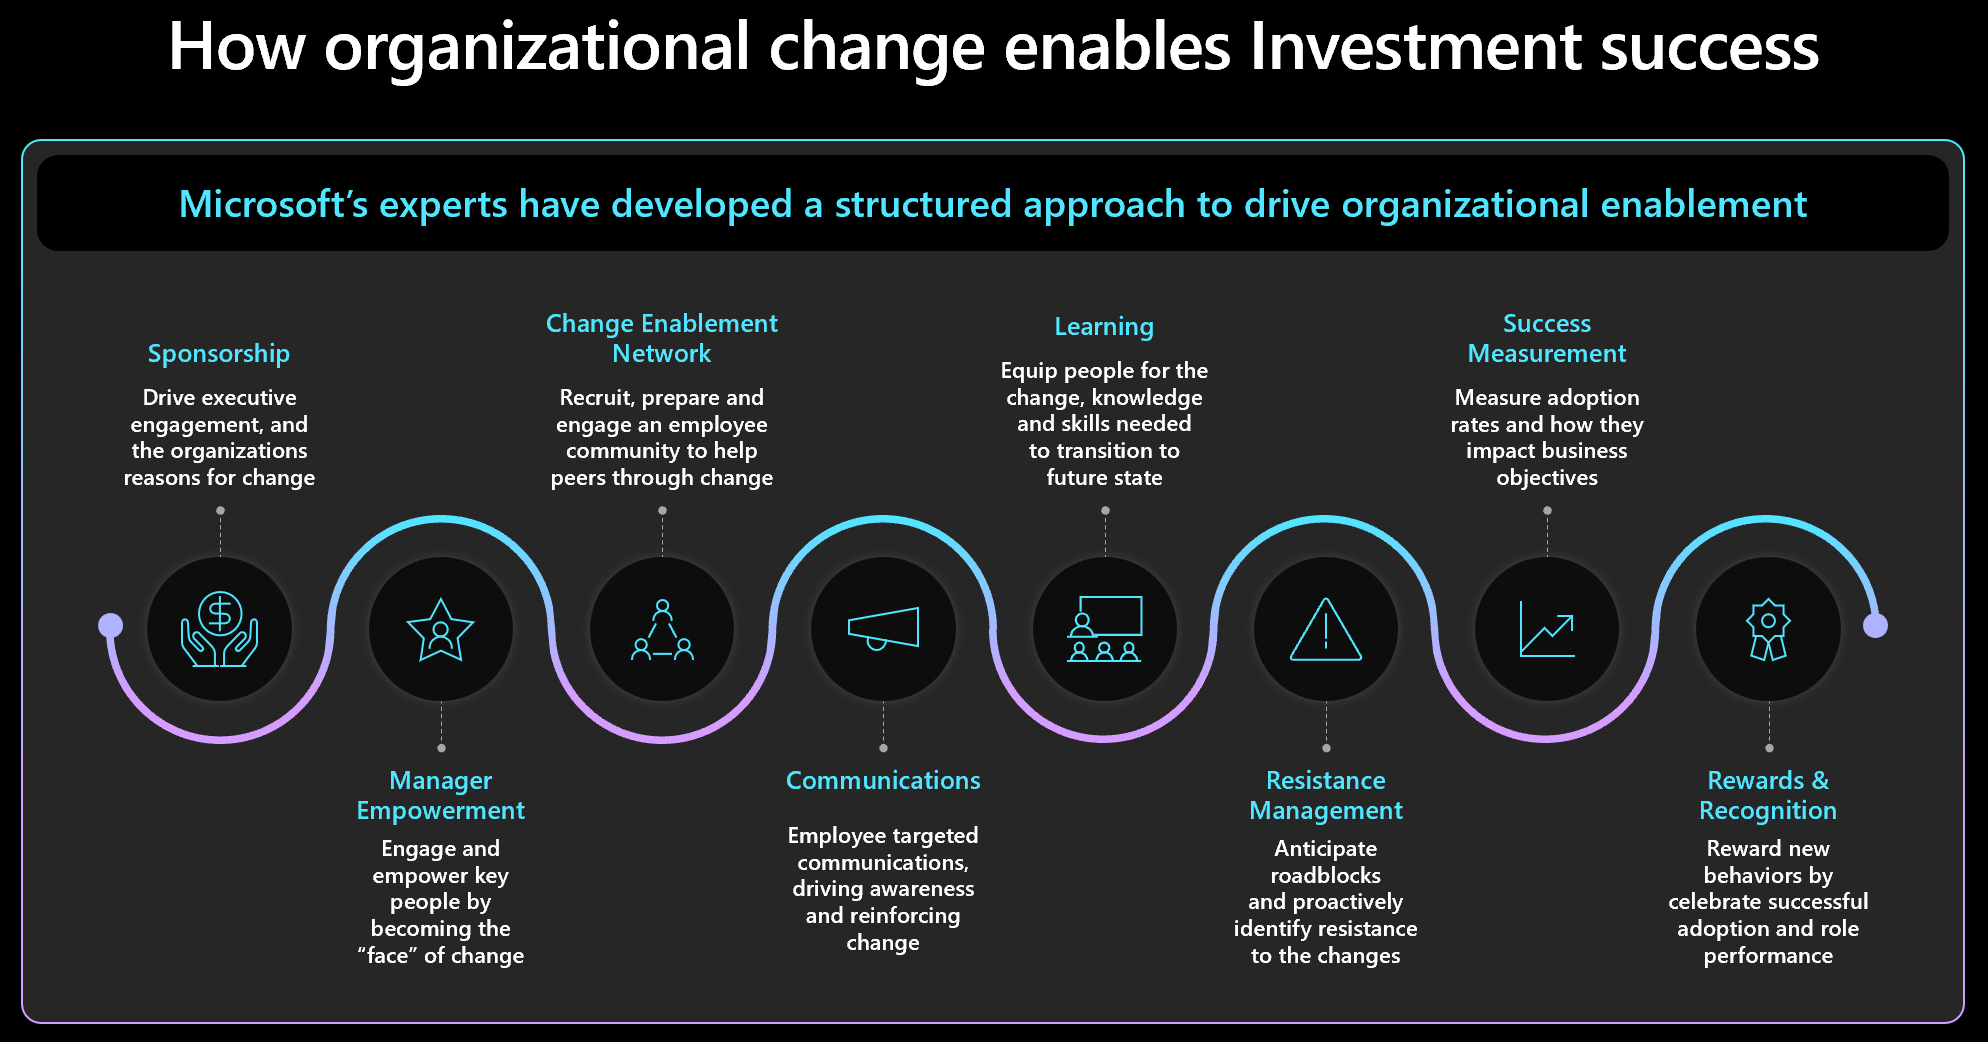 How organizational change enables Investment success
Microsoft’s experts have developed a structured approach to drive organizational enablement
Sponsorship
Drive executive
engagement, and
the organizations
reasons for change
Manager
Empowerment
Engage and
empower key
people by
becoming the
“face” of change
Change Enablement
Network
Recruit, prepare and
engage an employee
community to help
peers through change
Communications
Employee targeted
communications,
driving awareness
and reinforcing
change
Learning
Equip people for the
change, knowledge
and skills needed
to transition to
future state
Resistance
Management
Anticipate
roadblocks
and proactively
identify resistance
to the changes
Success
Measurement
Measure adoption
rates and how they
impact business
objectives
Rewards &
Recognition
Reward new
behaviors by
celebrate successful
adoption and role
performance
$